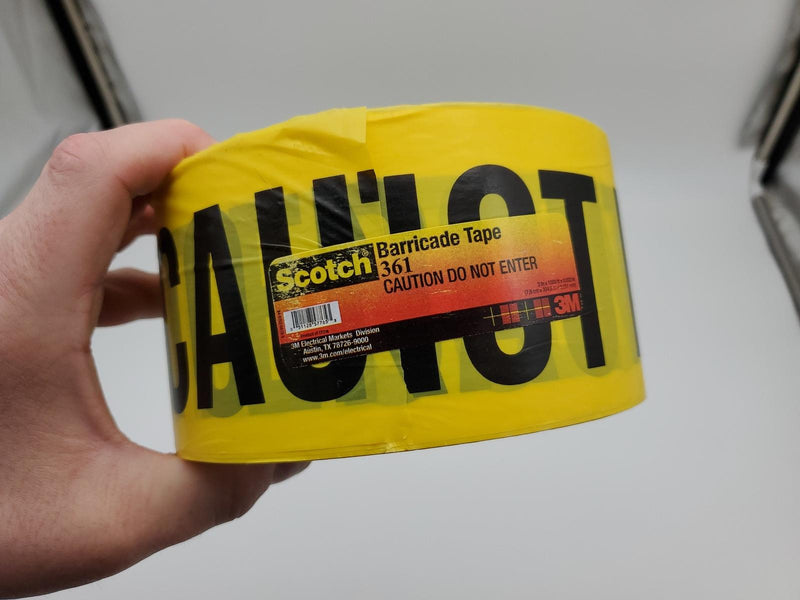 CAU
Scotch
Barricade Tape
361
CAUTION DO NOT ENTER
3M
3M Electrical Markets Division
Austin, TX 78726-9000
www.3m.com/electrical